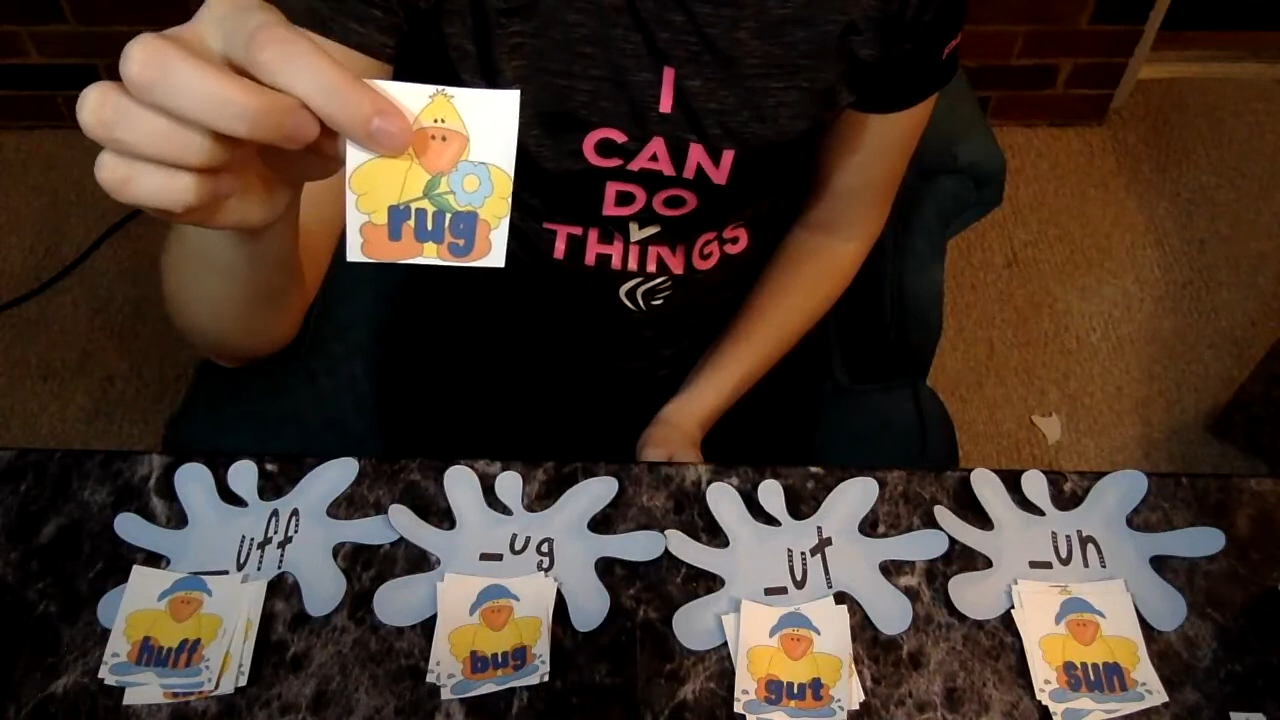 I
CAN
DO
THINGS
rug
_uff
_ug
_ut
_un
huff
bug
gut
sun